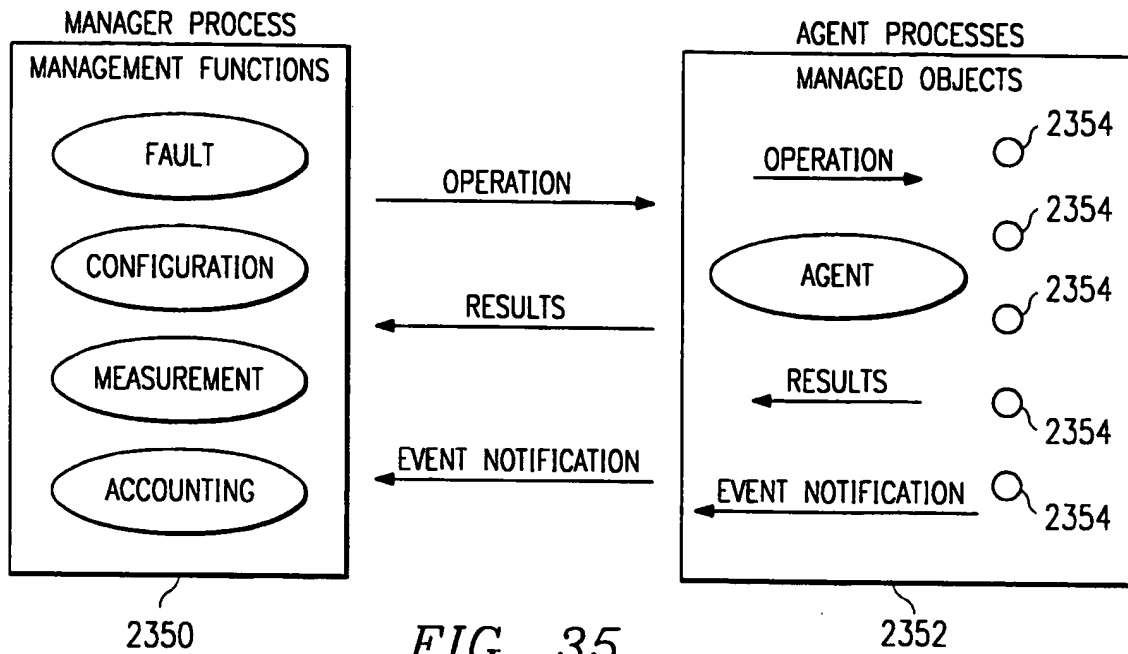 MANAGER PROCESS
MANAGEMENT FUNCTIONS
FAULT
CONFIGURATION
MEASUREMENT
ACCOUNTING
2350
OPERATION
RESULTS
EVENT NOTIFICATION
AGENT PROCESSES
MANAGED OBJECTS
OPERATION
AGENT
RESULTS
EVENT NOTIFICATION
2354
2354
2354
2354
2354
2352
FIG. 35